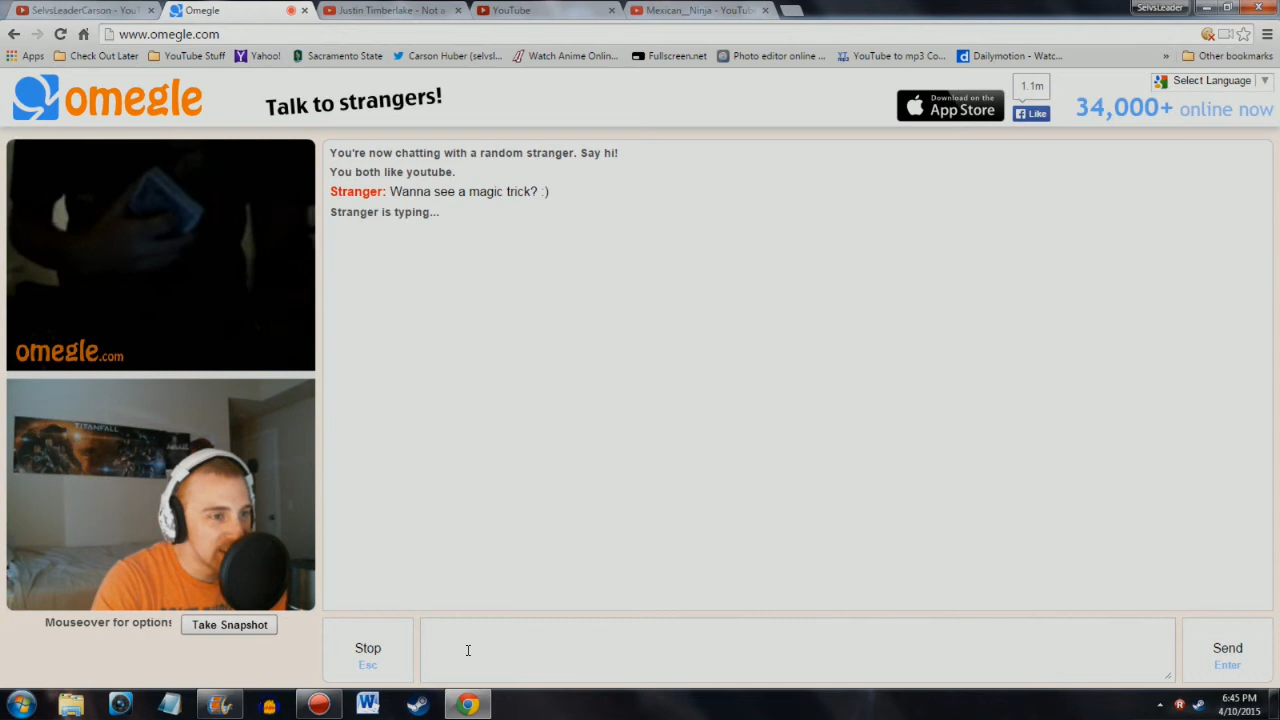 SelvsLeaderCarson - You
Omegle
Justin Timberlake - Not a
YouTube
Mexican__Ninja - YouTube
SelvsLeader
www.omegle.com
Apps
Check Out Later
YouTube Stuff
Yahoo!
Sacramento State
Carson Huber (selvsl...
Watch Anime Online...
Fullscreen.net
Photo editor online ...
YouTube to mp3 Co...
Dailymotion - Watc...
»
Other bookmarks
omegle
Talk to strangers!
Download on the
App Store
1.1m
Like
Select Language
34,000+ online now
You're now chatting with a random stranger. Say hi!
You both like youtube.
Stranger: Wanna see a magic trick? :)
Stranger is typing...
omegle.com
TITANFALL
Mouseover for options
Take Snapshot
Stop
Esc
Send
Enter
6:45 PM
4/10/2015